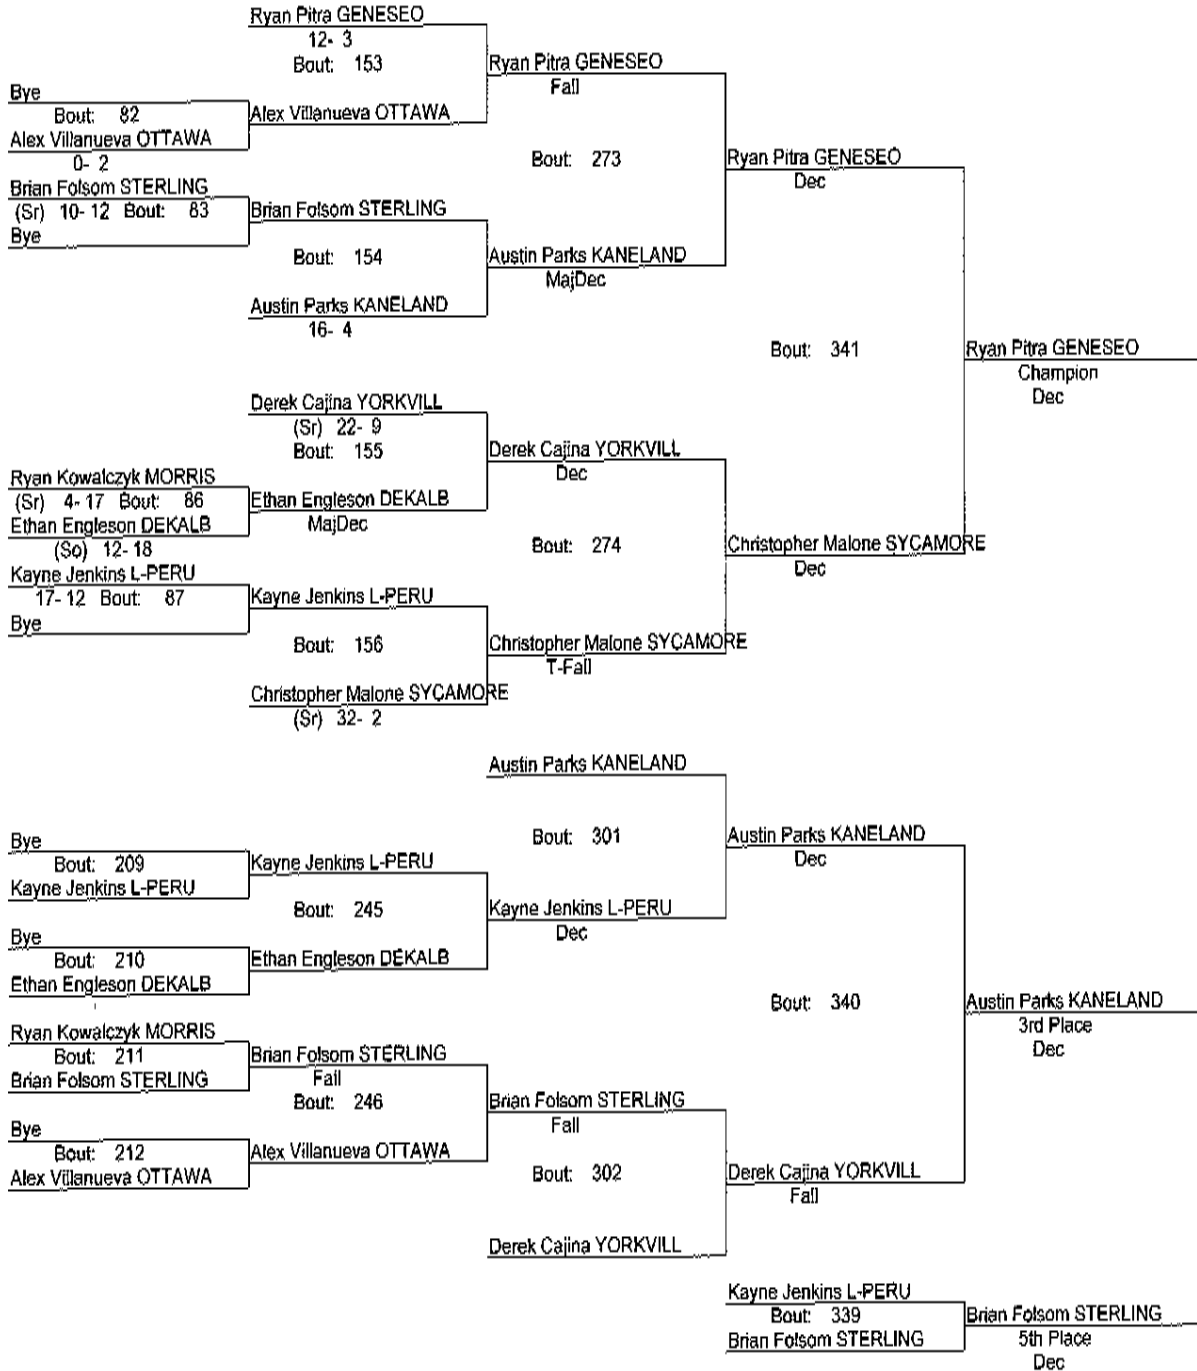 Ryan Pitra GENESEO
12- 3
Bout: 153
Ryan Pitra GENESEO
Fall
Bye
Bout: 82
Alex Villanueva OTTAWA
Alex Villanueva OTTAWA
0- 2
Bout: 273
Ryan Pitra GENESEO
Dec
Brian Folsom STERLING
(Sr) 10- 12 Bout: 83
Brian Folsom STERLING
Bye
Bout: 154
Austin Parks KANELAND
MajDec
Austin Parks KANELAND
16- 4
Bout: 341
Ryan Pitra GENESEO
Champion
Dec
Derek Cajina YORKVILL
(Sr) 22- 9
Bout: 155
Derek Cajina YORKVILL
Dec
Ryan Kowalczyk MORRIS
(Sr) 4- 17 Bout: 86
Ethan Engleson DEKALB
MajDec
Ethan Engleson DEKALB
(So) 12- 18
Bout: 274
Christopher Malone SYCAMORE
Dec
Kayne Jenkins L-PERU
17- 12 Bout: 87
Kayne Jenkins L-PERU
Bye
Bout: 156
Christopher Malone SYCAMORE
T-Fall
Christopher Malone SYCAMORE
(Sr) 32- 2
Austin Parks KANELAND
Bout: 301
Austin Parks KANELAND
Dec
Bye
Bout: 209
Kayne Jenkins L-PERU
Kayne Jenkins L-PERU
Bout: 245
Kayne Jenkins L-PERU
Dec
Bye
Bout: 210
Ethan Engleson DEKALB
Ethan Engleson DEKALB
Bout: 340
Austin Parks KANELAND
3rd Place
Dec
Ryan Kowalczyk MORRIS
Bout: 211
Brian Folsom STERLING
Brian Folsom STERLING
Fall
Bout: 246
Brian Folsom STERLING
Fall
Bye
Bout: 212
Alex Villanueva OTTAWA
Alex Villanueva OTTAWA
Bout: 302
Derek Cajina YORKVILL
Fall
Derek Cajina YORKVILL
Kayne Jenkins L-PERU
Bout: 339
Brian Folsom STERLING
Brian Folsom STERLING
5th Place
Dec